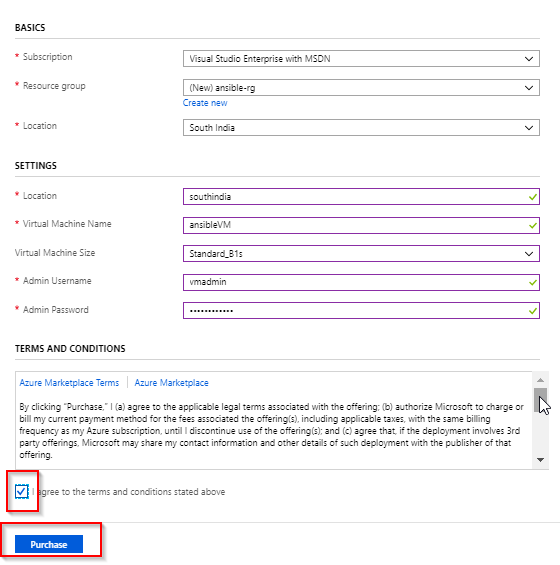 BASICS
* Subscription Visual Studio Enterprise with MSDN
* Resource group (New) ansible-rg
Create new
* Location South India
SETTINGS
* Location southindia
* Virtual Machine Name ansibleVM
Virtual Machine Size Standard_B1s
* Admin Username vmadmin
* Admin Password ••••••••••••
TERMS AND CONDITIONS
Azure Marketplace Terms | Azure Marketplace
By clicking "Purchase," I (a) agree to the applicable legal terms associated with the offering; (b) authorize Microsoft to charge or
bill my current payment method for the fees associated the offering(s), including applicable taxes, with the same billing
frequency as my Azure subscription, until I discontinue use of the offering(s); and (c) agree that, if the deployment involves 3rd
party offerings, Microsoft may share my contact information and other details of such deployment with the publisher of that
offering.
I agree to the terms and conditions stated above
Purchase